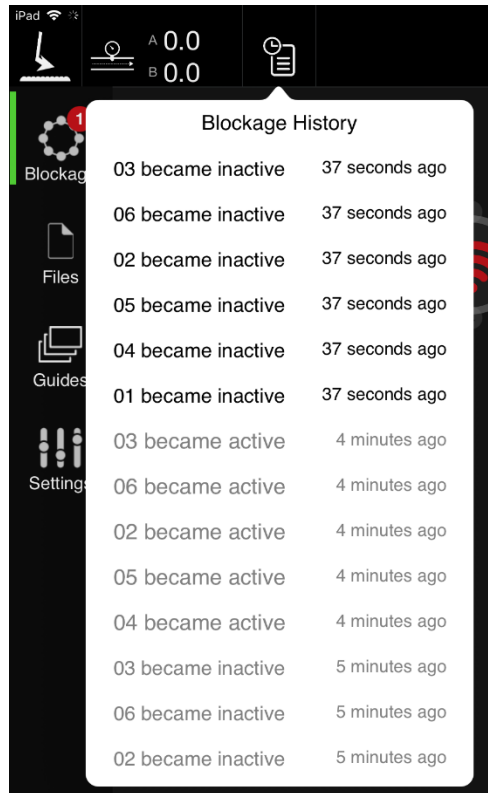 iPad
A 0.0
B 0.0
Blockage History
1
Blockag
03 became inactive 37 seconds ago
06 became inactive 37 seconds ago
02 became inactive 37 seconds ago
05 became inactive 37 seconds ago
04 became inactive 37 seconds ago
01 became inactive 37 seconds ago
03 became active 4 minutes ago
06 became active 4 minutes ago
02 became active 4 minutes ago
05 became active 4 minutes ago
04 became active 4 minutes ago
03 became inactive 5 minutes ago
06 became inactive 5 minutes ago
02 became inactive 5 minutes ago
Files
Guides
Settings